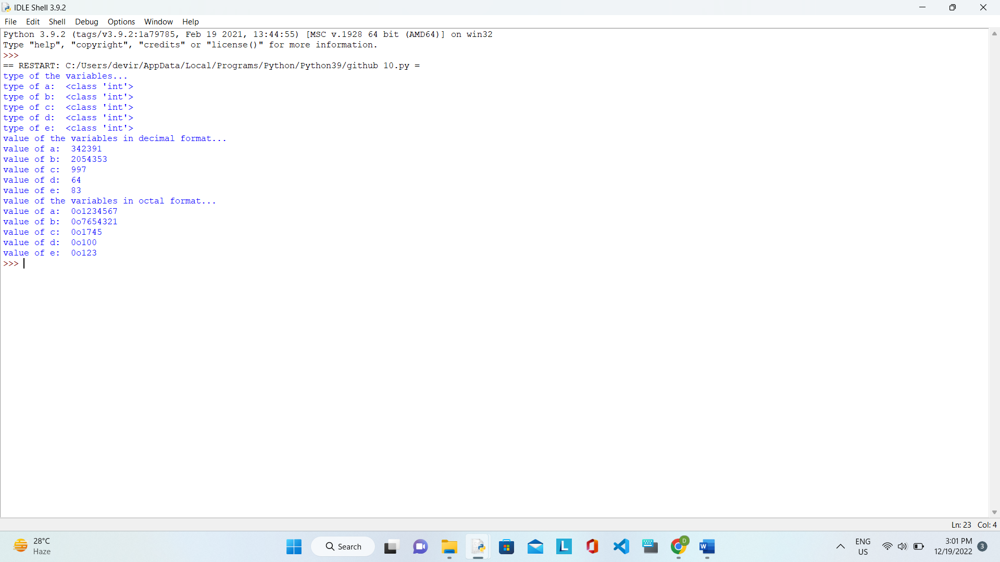 IDLE Shell 3.9.2
File Edit Shell Debug Options Window Help
Python 3.9.2 (tags/v3.9.2:1a79785, Feb 19 2021, 13:44:55) [MSC v.1928 64 bit (AMD64)] on win32
Type "help", "copyright", "credits" or "license()" for more information.
>>>
== RESTART: C:/Users/devir/AppData/Local/Programs/Python/Python39/github 10.py =
type of the variables...
type of a:  <class 'int'>
type of b:  <class 'int'>
type of c:  <class 'int'>
type of d:  <class 'int'>
type of e:  <class 'int'>
value of the variables in decimal format...
value of a:  342391
value of b:  2054353
value of c:  997
value of d:  64
value of e:  83
value of the variables in octal format...
value of a:  0o1234567
value of b:  0o7654321
value of c:  0o1745
value of d:  0o100
value of e:  0o123
>>>
Ln: 23 Col: 4
28°C
Haze
Search
L
D
W
ENG
US
3:01 PM
12/19/2022
3